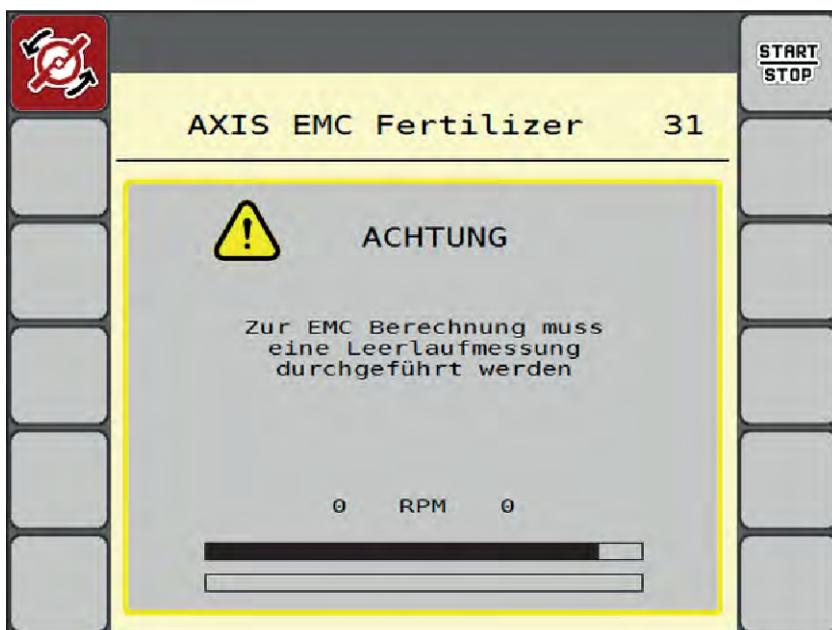 START
STOP
AXIS EMC Fertilizer 31
ACHTUNG
Zur EMC Berechnung muss
eine Leerlaufmessung
durchgeführt werden
0 RPM 0